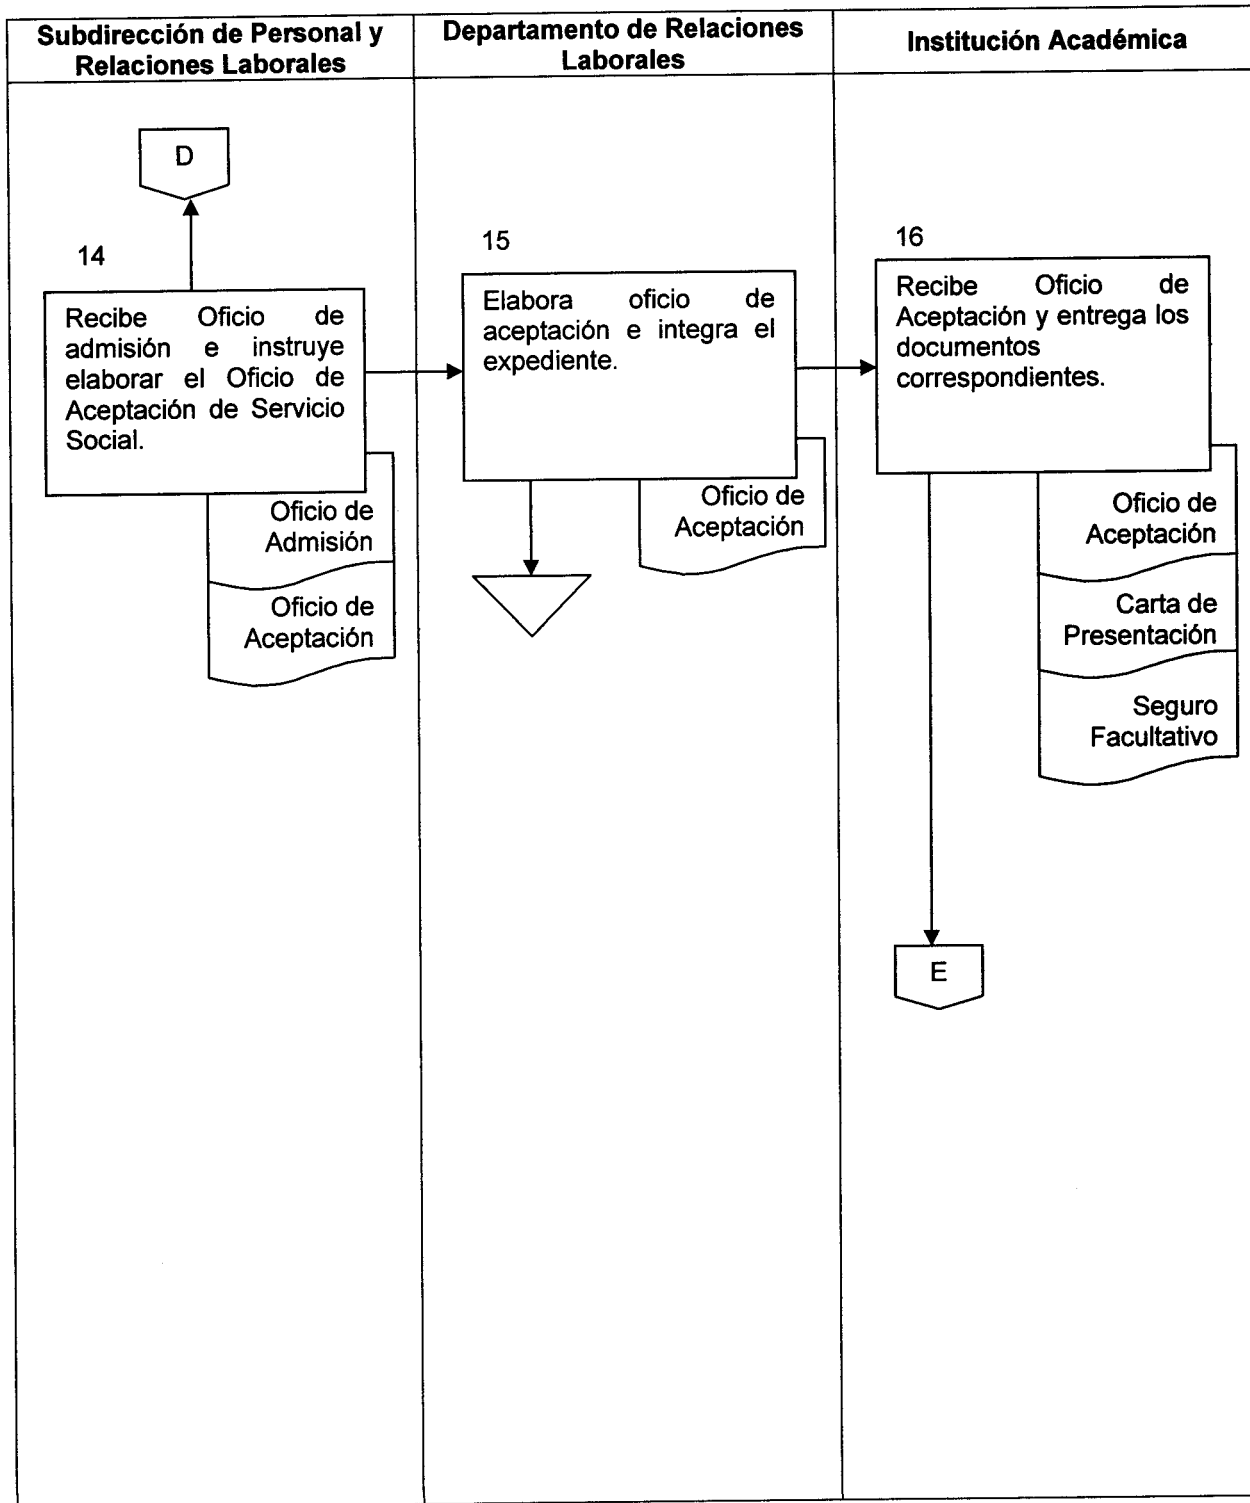 Subdirección de Personal y
Relaciones Laborales
Departamento de Relaciones
Laborales
Institución Académica
D
14
Recibe Oficio de
admisión e instruye
elaborar el Oficio de
Aceptación de Servicio
Social.
Oficio de
Admisión
Oficio de
Aceptación
15
Elabora oficio de
aceptación e integra el
expediente.
Oficio de
Aceptación
16
Recibe Oficio de
Aceptación y entrega los
documentos
correspondientes.
Oficio de
Aceptación
Carta de
Presentación
Seguro
Facultativo
E